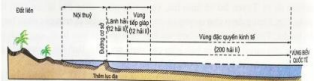 Đất liền
Nội thuỷ
Đường cơ sở
Lãnh hải
(12 hải lí)
Vùng
tiếp giáp
(12 hải lí)
Vùng đặc quyền kinh tế
(200 hải lí)
VÙNG BIỂN
QUỐC TẾ
Thềm lục địa